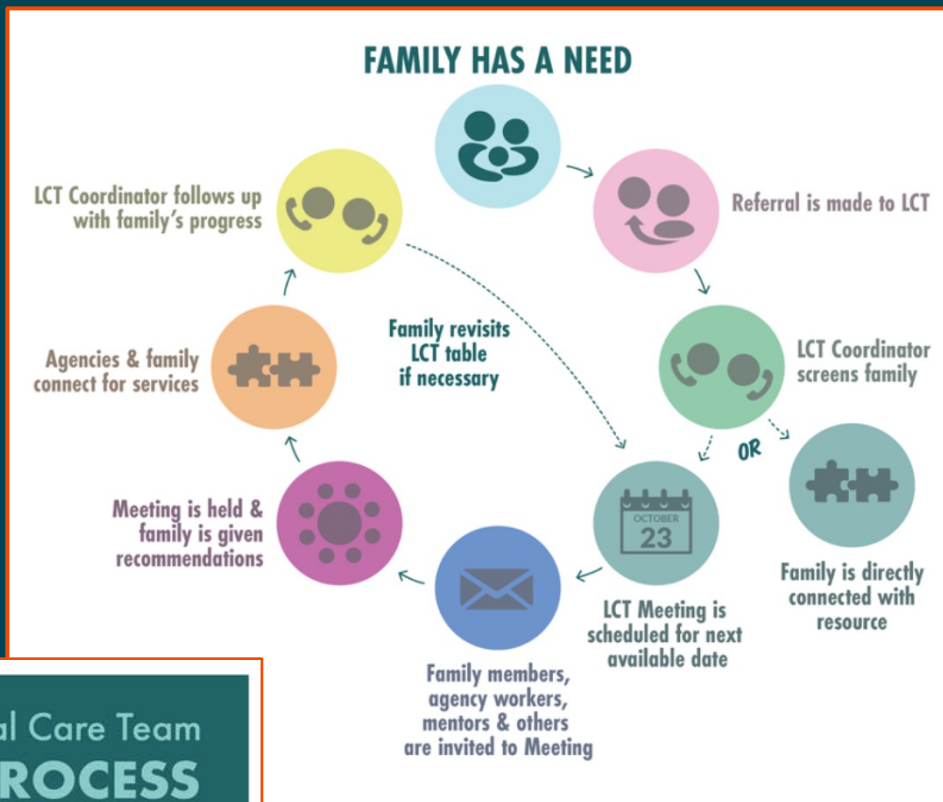 FAMILY HAS A NEED
Referral is made to LCT
LCT Coordinator
screens family
OR
Family is directly
connected with
resource
OCTOBER
23
LCT Meeting is
scheduled for next
available date
Family members,
agency workers,
mentors & others
are invited to Meeting
Meeting is held &
family is given
recommendations
Agencies & family
connect for services
LCT Coordinator follows up
with family's progress
Family revisits
LCT table
if necessary
al Care Team
ROCESS